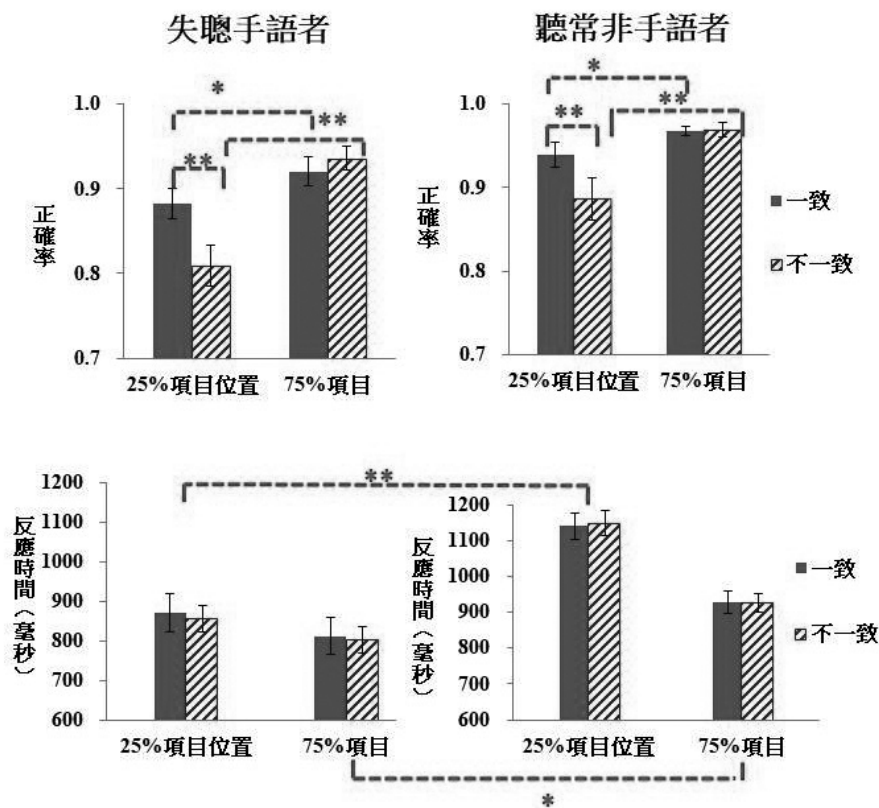 失聰手語者
聽常非手語者
*
**
**
1.0
0.9
0.8
0.7
正確率
25%項目位置
75%項目
*
**
**
1.0
0.9
0.8
0.7
正確率
25%項目位置
75%項目
一致
不一致
**
1200
1100
1000
900
800
700
600
反應時間（毫秒）
25%項目位置
75%項目
1200
1100
1000
900
800
700
600
反應時間（毫秒）
25%項目位置
75%項目
一致
不一致
*